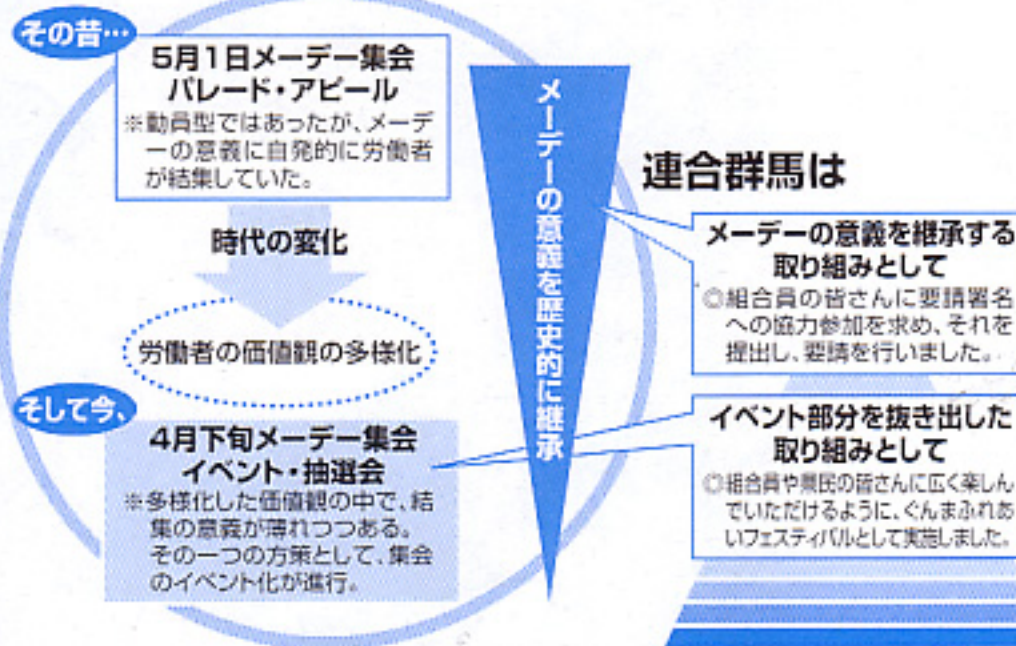 その昔…
5月1日メーデー集会
パレード・アピール
※動員型ではあったが、メーデ
ーの意義に自発的に労働者
が結集していた。
時代の変化
労働者の価値観の多様化
そして今、
4月下旬メーデー集会
イベント・抽選会
※多様化した価値観の中で、結
集の意義が薄れつつある。
その一つの方策として、集会
のイベント化が進行。
メーデーの意義を歴史的に継承
連合群馬は
メーデーの意義を継承する
取り組みとして
◎組合員の皆さんに要請署名
への協力参加を求め、それを
提出し、要請を行いました。
イベント部分を抜き出した
取り組みとして
◎組合員や県民の皆さんに広く楽しん
でいただけるように、ぐんまふれあ
いフェスティバルとして実施しました。